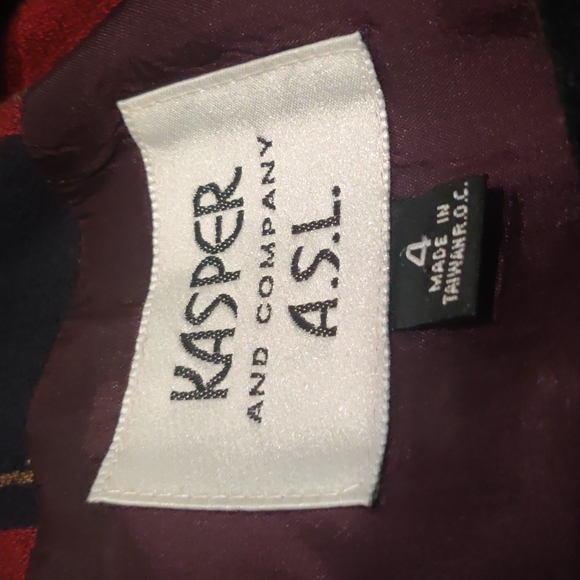 KASPER
AND COMPANY
A.S.L.
4
MADE IN
TAIWAN R.O.C.